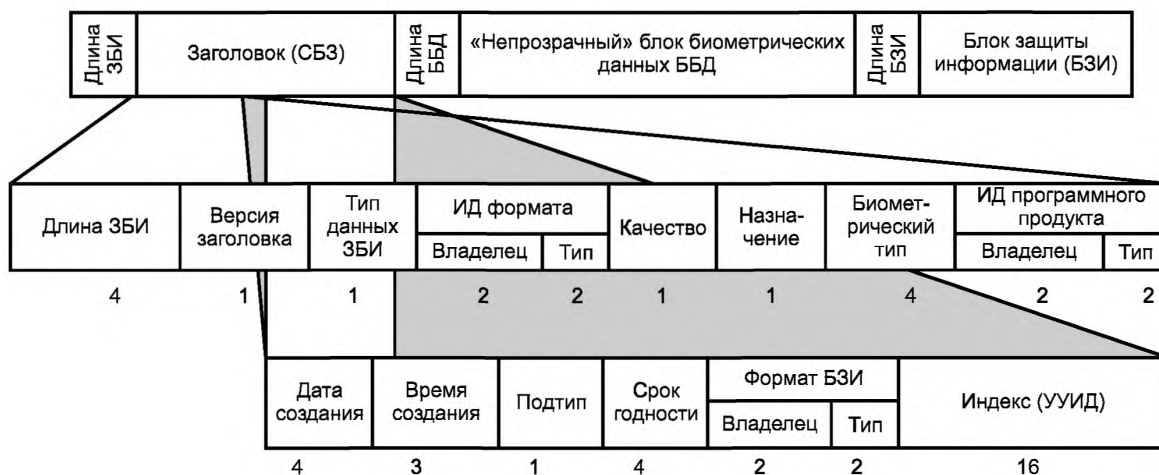 Длина
ЗБИ
Заголовок (СБЗ)
Длина
ББД
«Непрозрачный» блок биометрических
данных ББД
Длина
БЗИ
Блок защиты
информации (БЗИ)
Длина ЗБИ
Версия
заголовка
Тип
данных
ЗБИ
ИД формата
Владелец
Тип
Качество
Назна-
чение
Биомет-
рический
тип
ИД программного
продукта
Владелец
Тип
4 1 1 2 2 1 1 4 2 2
Дата
создания
Время
создания
Подтип
Срок
годности
Формат БЗИ
Владелец
Тип
Индекс (УУИД)
4 3 1 4 2 2 16